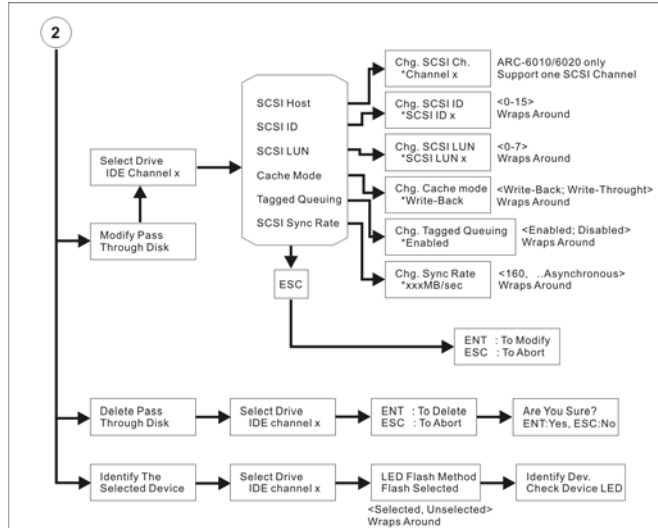 2
Chg. SCSI Ch.
*Channel x
ARC-6010/6020 only
Support one SCSI Channel
SCSI Host
SCSI ID
SCSI LUN
Cache Mode
Tagged Queuing
SCSI Sync Rate
Chg. SCSI ID
*SCSI ID x
<0-15>
Wraps Around
Chg. SCSI LUN
*SCSI LUN x
<0-7>
Wraps Around
Select Drive
IDE Channel x
Chg. Cache mode
*Write-Back
<Write-Back; Write-Throught>
Wraps Around
Modify Pass
Through Disk
Chg. Tagged Queuing
*Enabled
<Enabled; Disabled>
Wraps Around
Chg. Sync Rate
*xxxMB/sec
<160, ..Asynchronous>
Wraps Around
ESC
ENT : To Modify
ESC : To Abort
Delete Pass
Through Disk
Select Drive
IDE channel x
ENT : To Delete
ESC : To Abort
Are You Sure?
ENT:Yes, ESC:No
Identify The
Selected Device
Select Drive
IDE channel x
LED Flash Method
Flash Selected
Identify Dev.
Check Device LED
<Selected, Unselected>
Wraps Around